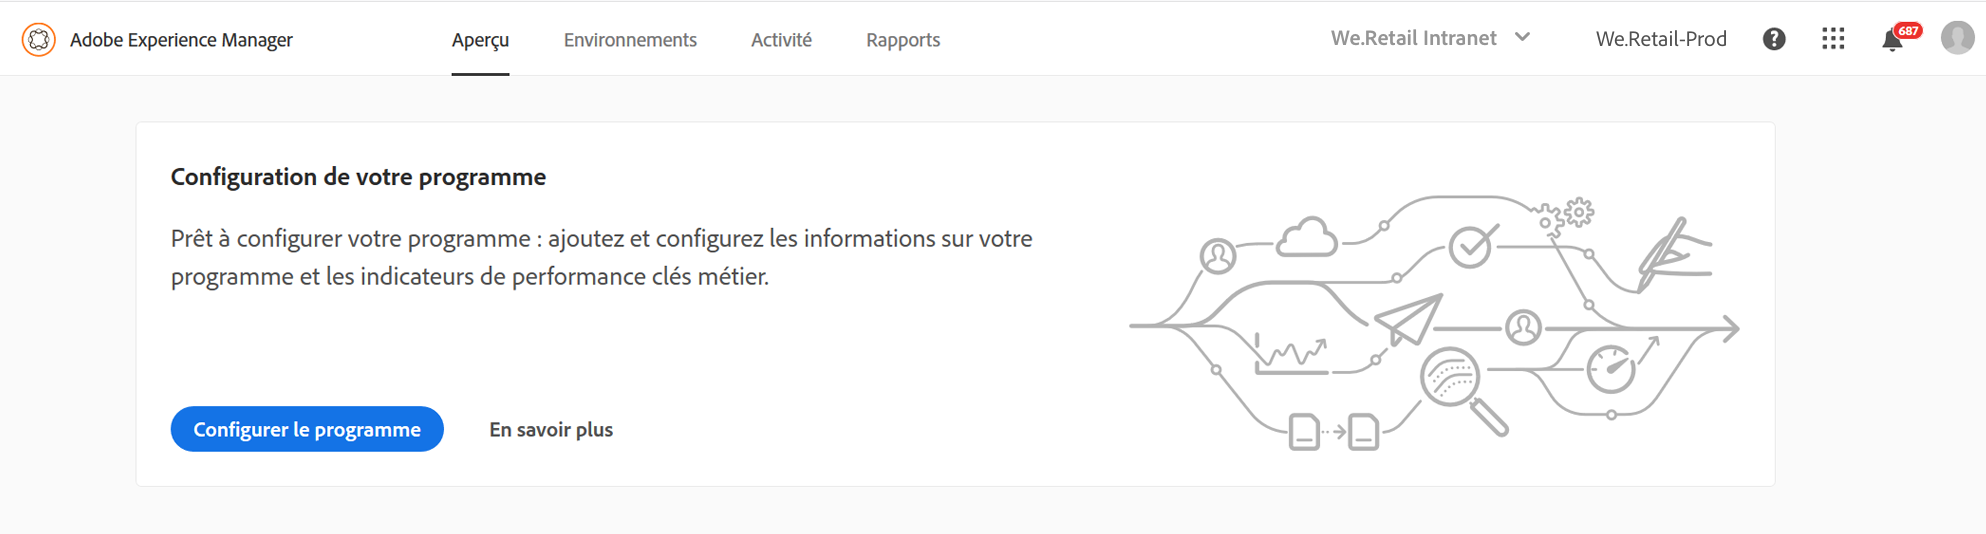 Adobe Experience Manager
Aperçu
Environnements
Activité
Rapports
We.Retail Intranet
We.Retail-Prod
?
687
Configuration de votre programme
Prêt à configurer votre programme : ajoutez et configurez les informations sur votre
programme et les indicateurs de performance clés métier.
Configurer le programme
En savoir plus